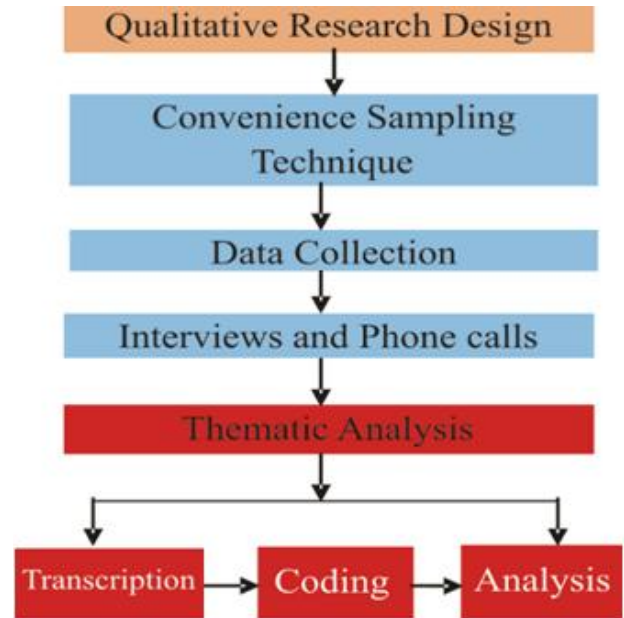 Qualitative Research Design
Convenience Sampling
Technique
Data Collection
Interviews and Phone calls
Thematic Analysis
Transcription
Coding
Analysis